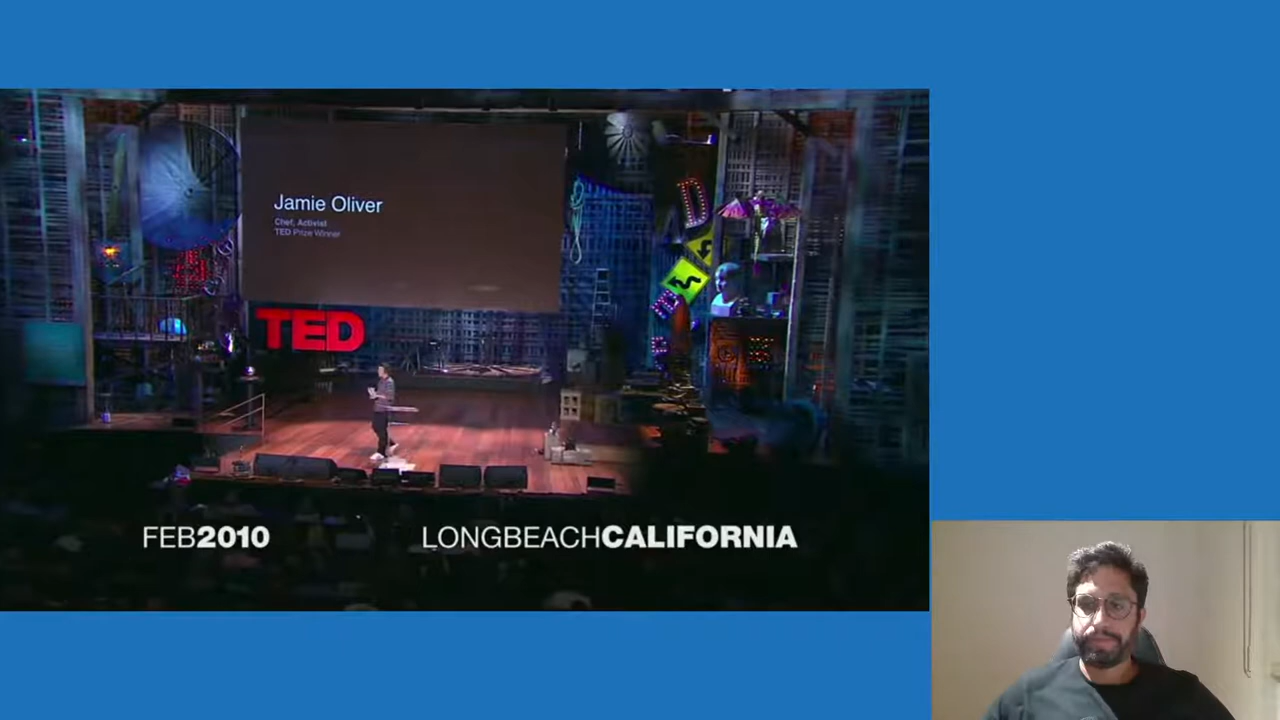 Jamie Oliver
Chef, Activist
TED Prize Winner
TED
FEB2010
LONGBEACHCALIFORNIA